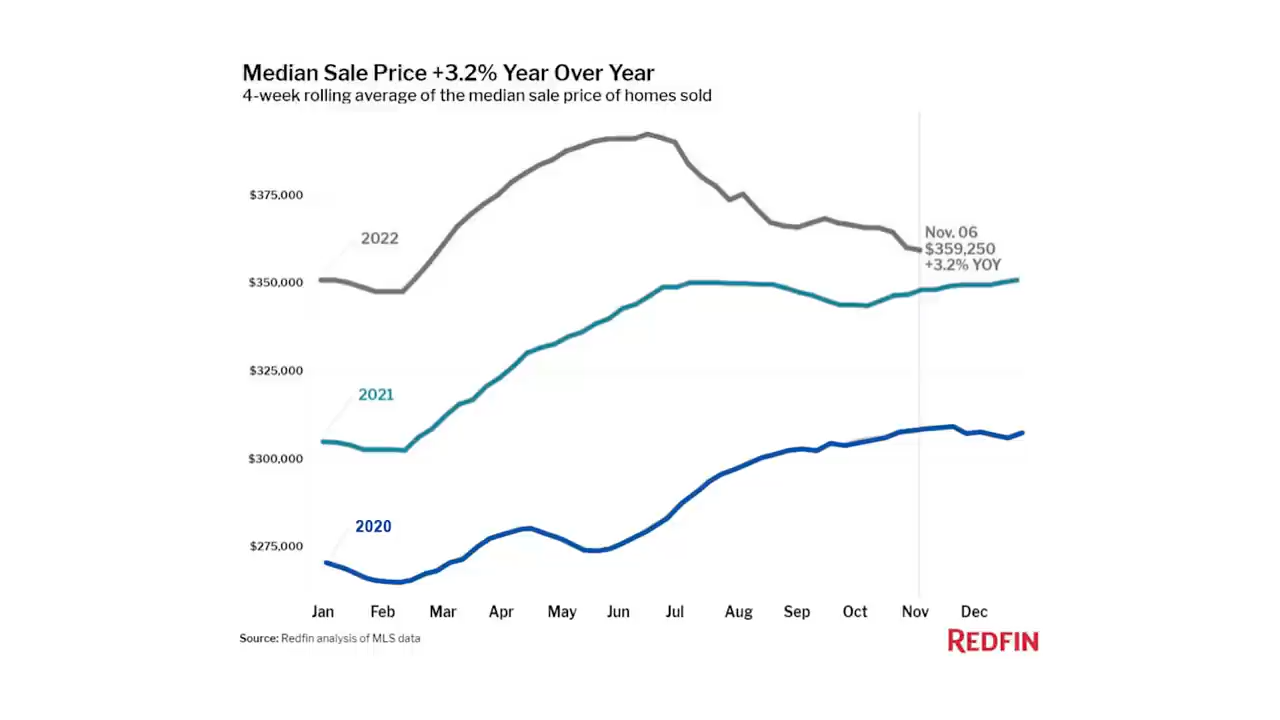 Median Sale Price +3.2% Year Over Year
4-week rolling average of the median sale price of homes sold
$375,000
2022
Nov. 06
$359,250
+3.2% YOY
$350,000
$325,000
2021
$300,000
2020
$275,000
Jan Feb Mar Apr May Jun Jul Aug Sep Oct Nov Dec
Source: Redfin analysis of MLS data
REDFIN